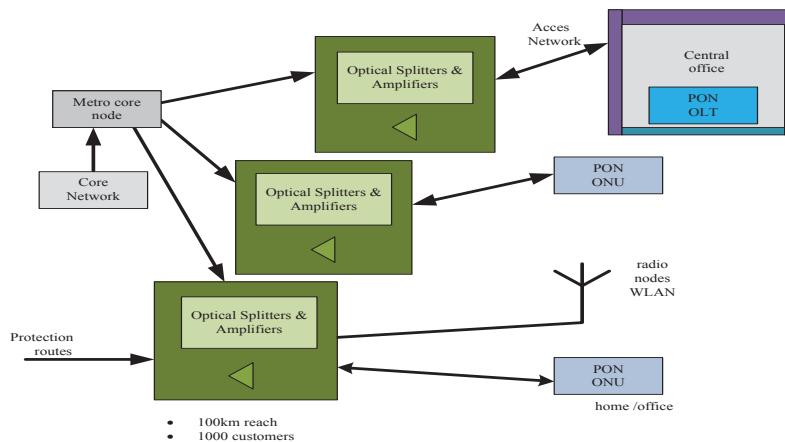 Acces
Network
Optical Splitters &
Amplifiers
Central
office
PON
OLT
Metro core
node
Core
Network
Optical Splitters &
Amplifiers
PON
ONU
radio
nodes
WLAN
Optical Splitters &
Amplifiers
Protection
routes
PON
ONU
home /office
• 100km reach
• 1000 customers